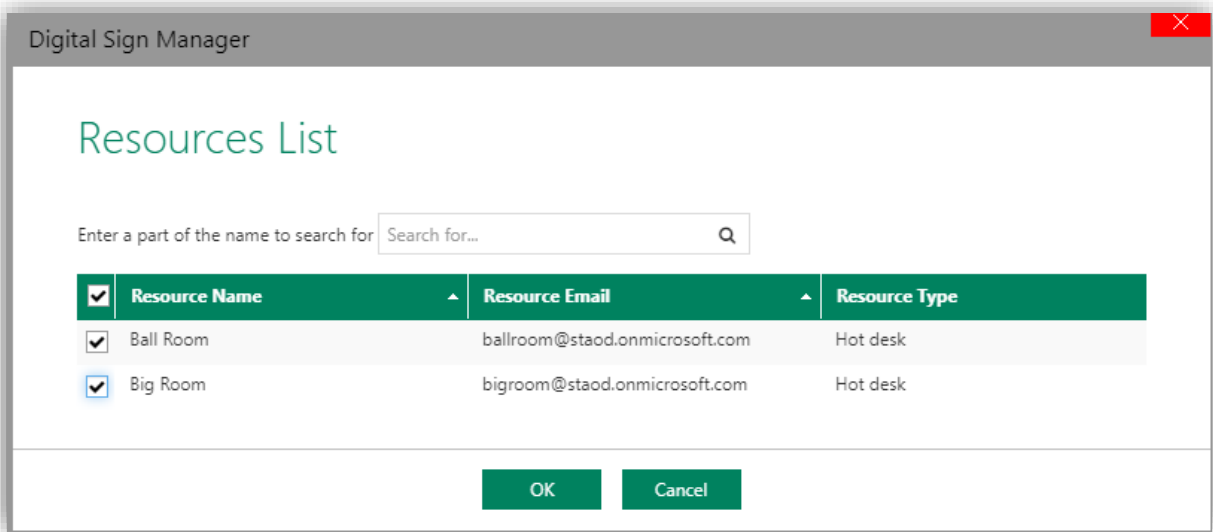 Digital Sign Manager
Resources List
Enter a part of the name to search for Search for...
Resource Name Resource Email Resource Type
Ball Room ballroom@staod.onmicrosoft.com Hot desk
Big Room bigroom@staod.onmicrosoft.com Hot desk
OK Cancel